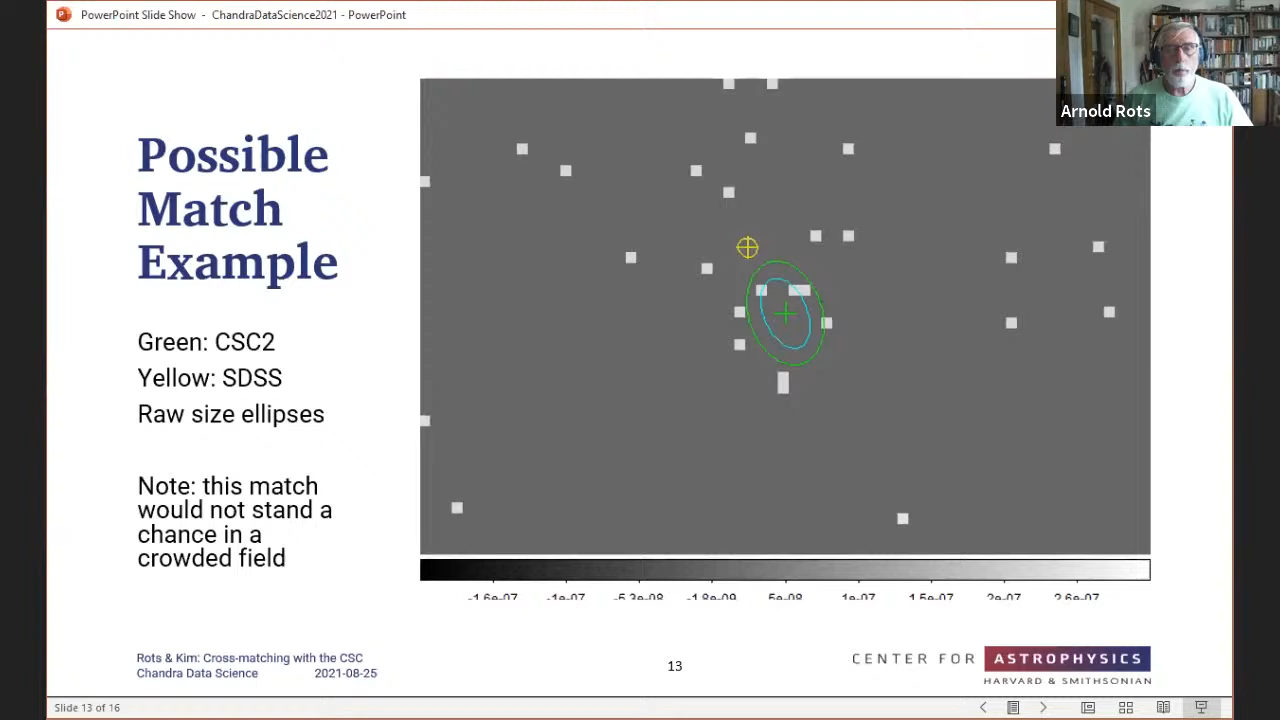 PowerPoint Slide Show - ChandraDataScience2021 - PowerPoint
Arnold Rots
Possible
Match
Example
Green: CSC2
Yellow: SDSS
Raw size ellipses
Note: this match
would not stand a
chance in a
crowded field
-1.6e-07 -1e-07 -5.3e-08 -1.8e-09 5e-08 1e-07 1.5e-07 2e-07 2.6e-07
Rots & Kim: Cross-matching with the CSC
Chandra Data Science 2021-08-25
13
CENTER FOR ASTROPHYSICS
HARVARD & SMITHSONIAN
Slide 13 of 16